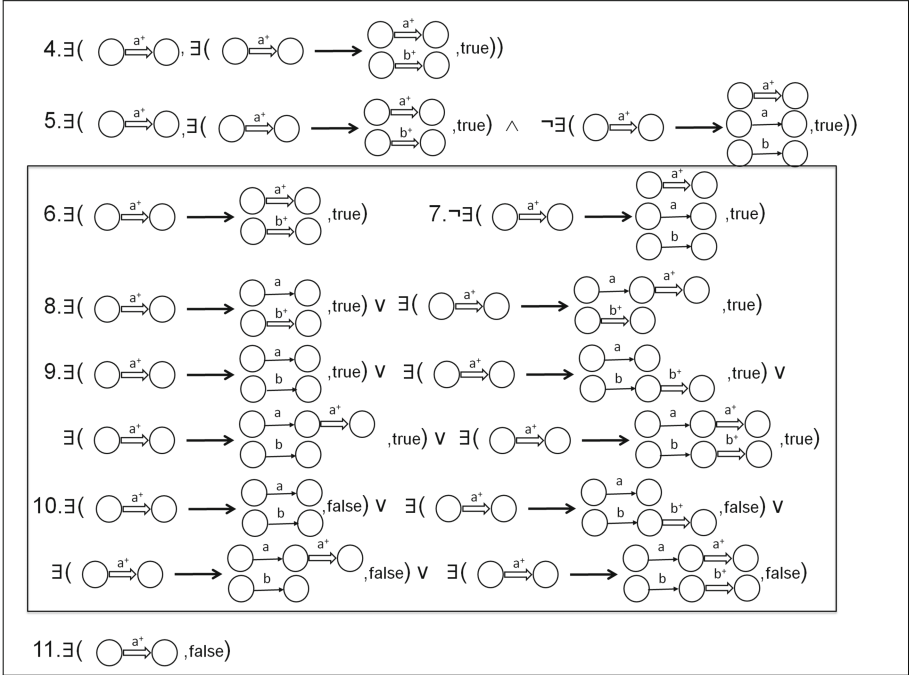 4.∃( a⁺ , ∃( a⁺ a⁺ b⁺ ,true))
5.∃( a⁺ ,∃( a⁺ a⁺ b⁺ ,true) ∧ ¬∃( a⁺ a⁺ a b ,true))
6.∃( a⁺ a⁺ b⁺ ,true) 7.¬∃( a⁺ a⁺ a b ,true)
8.∃( a⁺ a b⁺ ,true) ∨ ∃( a⁺ a a⁺ b⁺ ,true)
9.∃( a⁺ a b ,true) ∨ ∃( a⁺ a b b⁺ ,true) ∨
∃( a⁺ a a⁺ b ,true) ∨ ∃( a⁺ a a⁺ b b⁺ ,true)
10.∃( a⁺ a b ,false) ∨ ∃( a⁺ a b b⁺ ,false) ∨
∃( a⁺ a a⁺ b ,false) ∨ ∃( a⁺ a a⁺ b b⁺ ,false)
11.∃( a⁺ ,false)